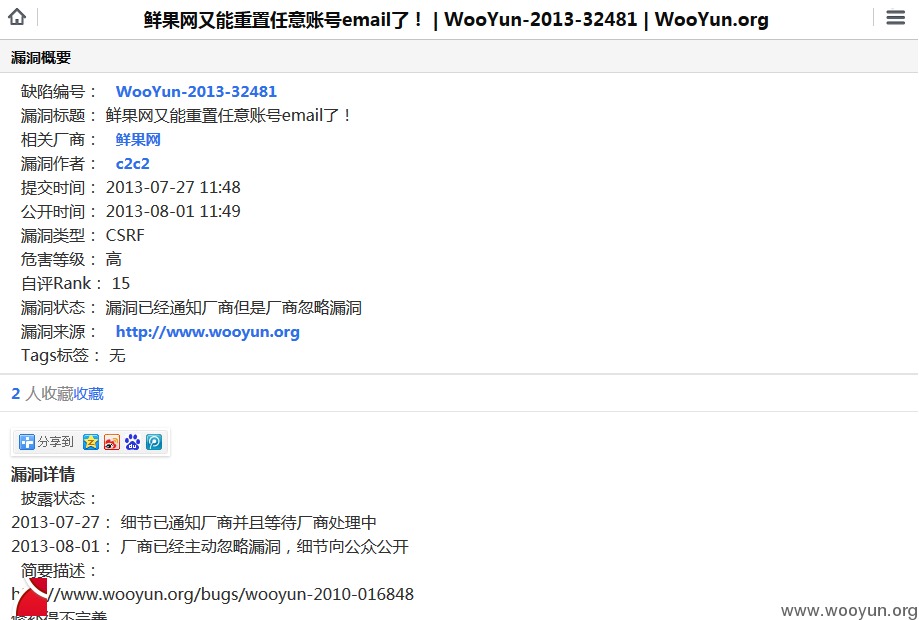 鲜果网又能重置任意账号email了！ | WooYun-2013-32481 | WooYun.org
漏洞概要
缺陷编号： WooYun-2013-32481
漏洞标题： 鲜果网又能重置任意账号email了！
相关厂商： 鲜果网
漏洞作者： c2c2
提交时间： 2013-07-27 11:48
公开时间： 2013-08-01 11:49
漏洞类型： CSRF
危害等级： 高
自评Rank： 15
漏洞状态： 漏洞已经通知厂商但是厂商忽略漏洞
漏洞来源： http://www.wooyun.org
Tags标签： 无
2 人收藏收藏
分享到
漏洞详情
披露状态：
2013-07-27： 细节已通知厂商并且等待厂商处理中
2013-08-01： 厂商已经主动忽略漏洞，细节向公众公开
简要描述：
//www.wooyun.org/bugs/wooyun-2010-016848
得不完善
www.wooyun.org